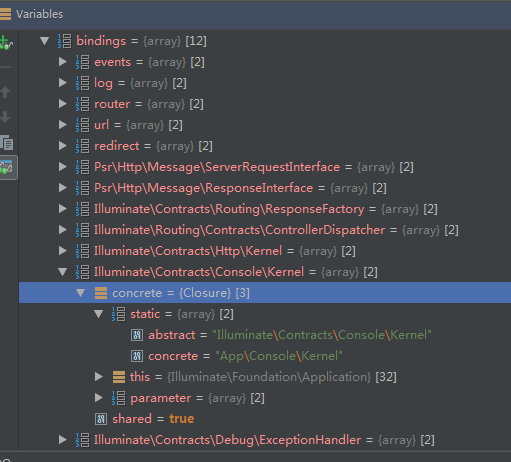 Variables
bindings = {array} [12]
events = {array} [2]
log = {array} [2]
router = {array} [2]
url = {array} [2]
redirect = {array} [2]
Psr\Http\Message\ServerRequestInterface = {array} [2]
Psr\Http\Message\ResponseInterface = {array} [2]
Illuminate\Contracts\Routing\ResponseFactory = {array} [2]
Illuminate\Routing\Contracts\ControllerDispatcher = {array} [2]
Illuminate\Contracts\Http\Kernel = {array} [2]
Illuminate\Contracts\Console\Kernel = {array} [2]
concrete = {Closure} [3]
static = {array} [2]
abstract = "Illuminate\Contracts\Console\Kernel"
concrete = "App\Console\Kernel"
this = {Illuminate\Foundation\Application} [32]
parameter = {array} [2]
shared = true
Illuminate\Contracts\Debug\ExceptionHandler = {array} [2]